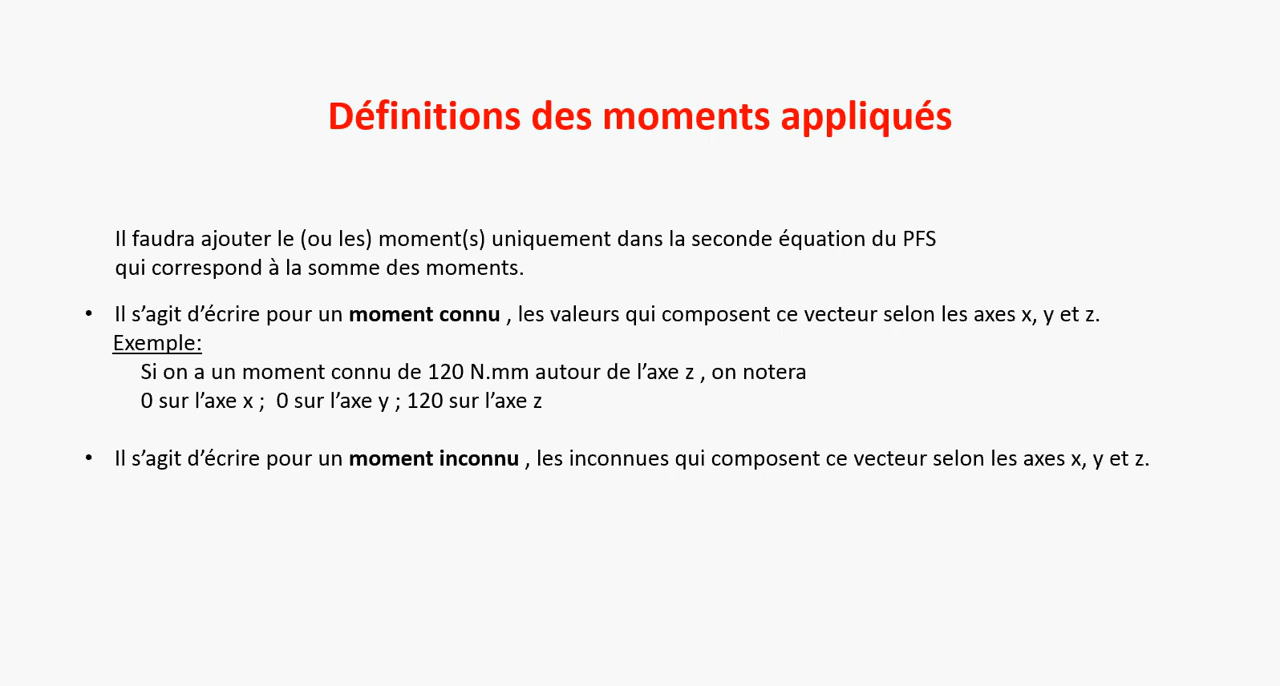 Définitions des moments appliqués
Il faudra ajouter le (ou les) moment(s) uniquement dans la seconde équation du PFS
qui correspond à la somme des moments.
• Il s’agit d’écrire pour un moment connu , les valeurs qui composent ce vecteur selon les axes x, y et z.
Exemple:
Si on a un moment connu de 120 N.mm autour de l’axe z , on notera
0 sur l’axe x ;  0 sur l’axe y ; 120 sur l’axe z
• Il s’agit d’écrire pour un moment inconnu , les inconnues qui composent ce vecteur selon les axes x, y et z.